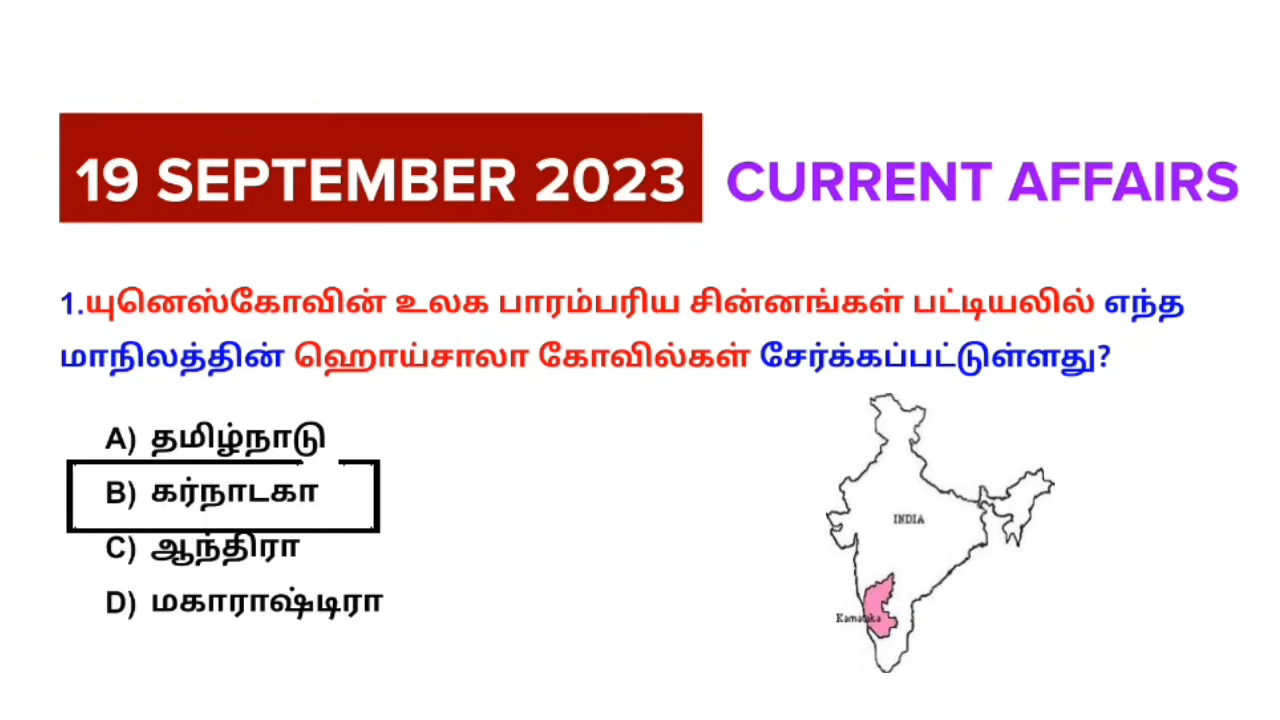 19 SEPTEMBER 2023 CURRENT AFFAIRS
1.யுனெஸ்கோவின் உலக பாரம்பரிய சின்னங்கள் பட்டியலில் எந்த
மாநிலத்தின் ஹொய்சாலா கோவில்கள் சேர்க்கப்பட்டுள்ளது?
A) தமிழ்நாடு
B) கர்நாடகா
C) ஆந்திரா
D) மகாராஷ்டிரா
INDIA
Karnataka